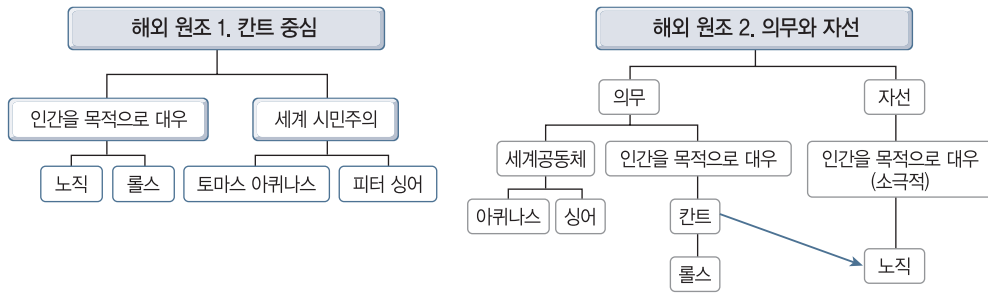 해외 원조 1. 칸트 중심
인간을 목적으로 대우
세계 시민주의
노직
롤스
토마스 아퀴나스
피터 싱어
해외 원조 2. 의무와 자선
의무
자선
세계공동체
인간을 목적으로 대우
인간을 목적으로 대우
(소극적)
아퀴나스
싱어
칸트
노직
롤스